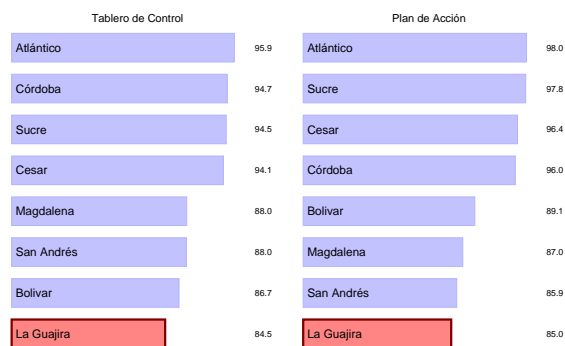 Tablero de Control
Atlántico 95.9
Córdoba 94.7
Sucre 94.5
Cesar 94.1
Magdalena 88.0
San Andrés 88.0
Bolivar 86.7
La Guajira 84.5
Plan de Acción
Atlántico 98.0
Sucre 97.8
Cesar 96.4
Córdoba 96.0
Bolivar 89.1
Magdalena 87.0
San Andrés 85.9
La Guajira 85.0